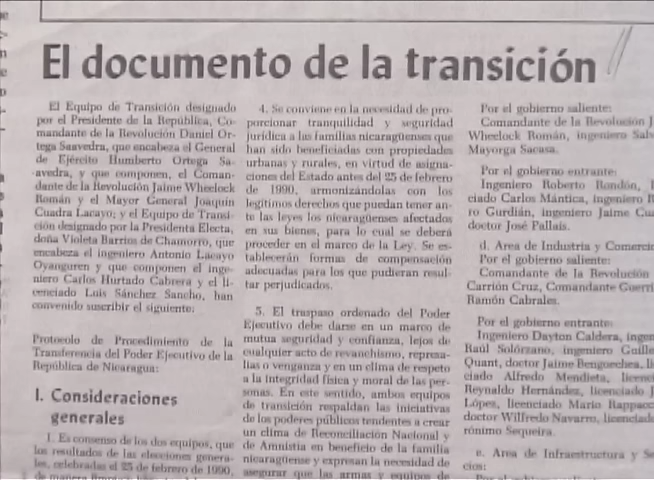 El documento de la transición
El Equipo de Transición designado
por el Presidente de la República, Co-
mandante de la Revolución Daniel Or-
tega Saavedra, que encabeza el General
de Ejército Humberto Ortega Sa-
avedra, y que componen, el Coman-
dante de la Revolución Jaime Wheelock
Román y el Mayor General Joaquín
Cuadra Lacayo; y el Equipo de Transi-
ción designado por la Presidenta Electa,
doña Violeta Barrios de Chamorro, que
encabeza el ingeniero Antonio Lacayo
Oyanguren y que componen el inge-
niero Carlos Hurtado Cabrera y el li-
cenciado Luis Sánchez Sancho, han
convenido suscribir el siguiente:
Protocolo de Procedimiento de la
Transferencia del Poder Ejecutivo de la
República de Nicaragua:
I. Consideraciones
generales
1. Es consenso de los dos equipos, que
los resultados de las elecciones genera-
les, celebradas el 25 de febrero de 1990,
4. Se conviene en la necesidad de pro-
porcionar tranquilidad y seguridad
jurídica a las familias nicaragüenses que
han sido beneficiadas con propiedades
urbanas y rurales, en virtud de asigna-
ciones del Estado antes del 25 de febrero
de 1990, armonizándolas con los
legítimos derechos que puedan tener an-
te las leyes los nicaragüenses afectados
en sus bienes, para lo cual se deberá
proceder en el marco de la Ley. Se es-
tablecerán formas de compensación
adecuadas para los que pudieran resul-
tar perjudicados.
5. El traspaso ordenado del Poder
Ejecutivo debe darse en un marco de
mutua seguridad y confianza, lejos de
cualquier acto de revanchismo, represa-
lias o venganza y en un clima de respeto
a la integridad física y moral de las per-
sonas. En este sentido, ambos equipos
de transición respaldan las iniciativas
de los poderes públicos tendentes a crear
un clima de Reconciliación Nacional y
de Amnistía en beneficio de la familia
nicaragüense y expresan la necesidad de
asegurar que las armas y equipos de
Por el gobierno saliente:
Comandante de la Revolución J
Wheelock Román, ingeniero Salv
Mayorga Sacasa.
Por el gobierno entrante:
Ingeniero Roberto Rondón, l
ciado Carlos Mántica, ingeniero R
ro Gurdián, ingeniero Jaime Cua
doctor José Pallais.
d. Area de Industria y Comercio
Por el gobierno saliente:
Comandante de la Revolución
Carrión Cruz, Comandante Guerri
Ramón Cabrales.
Por el gobierno entrante:
Ingeniero Dayton Caldera, ingenie
Raúl Solórzano, ingeniero Guille
Quant, doctor Jaime Bengoechea, li
ciado Alfredo Mendieta, licenc
Reynaldo Hernández, licenciado J
López, licenciado Mario Rappacc
doctor Wilfredo Navarro, licenciado
rónimo Sequeira.
e. Area de Infraestructura y Se
cios: